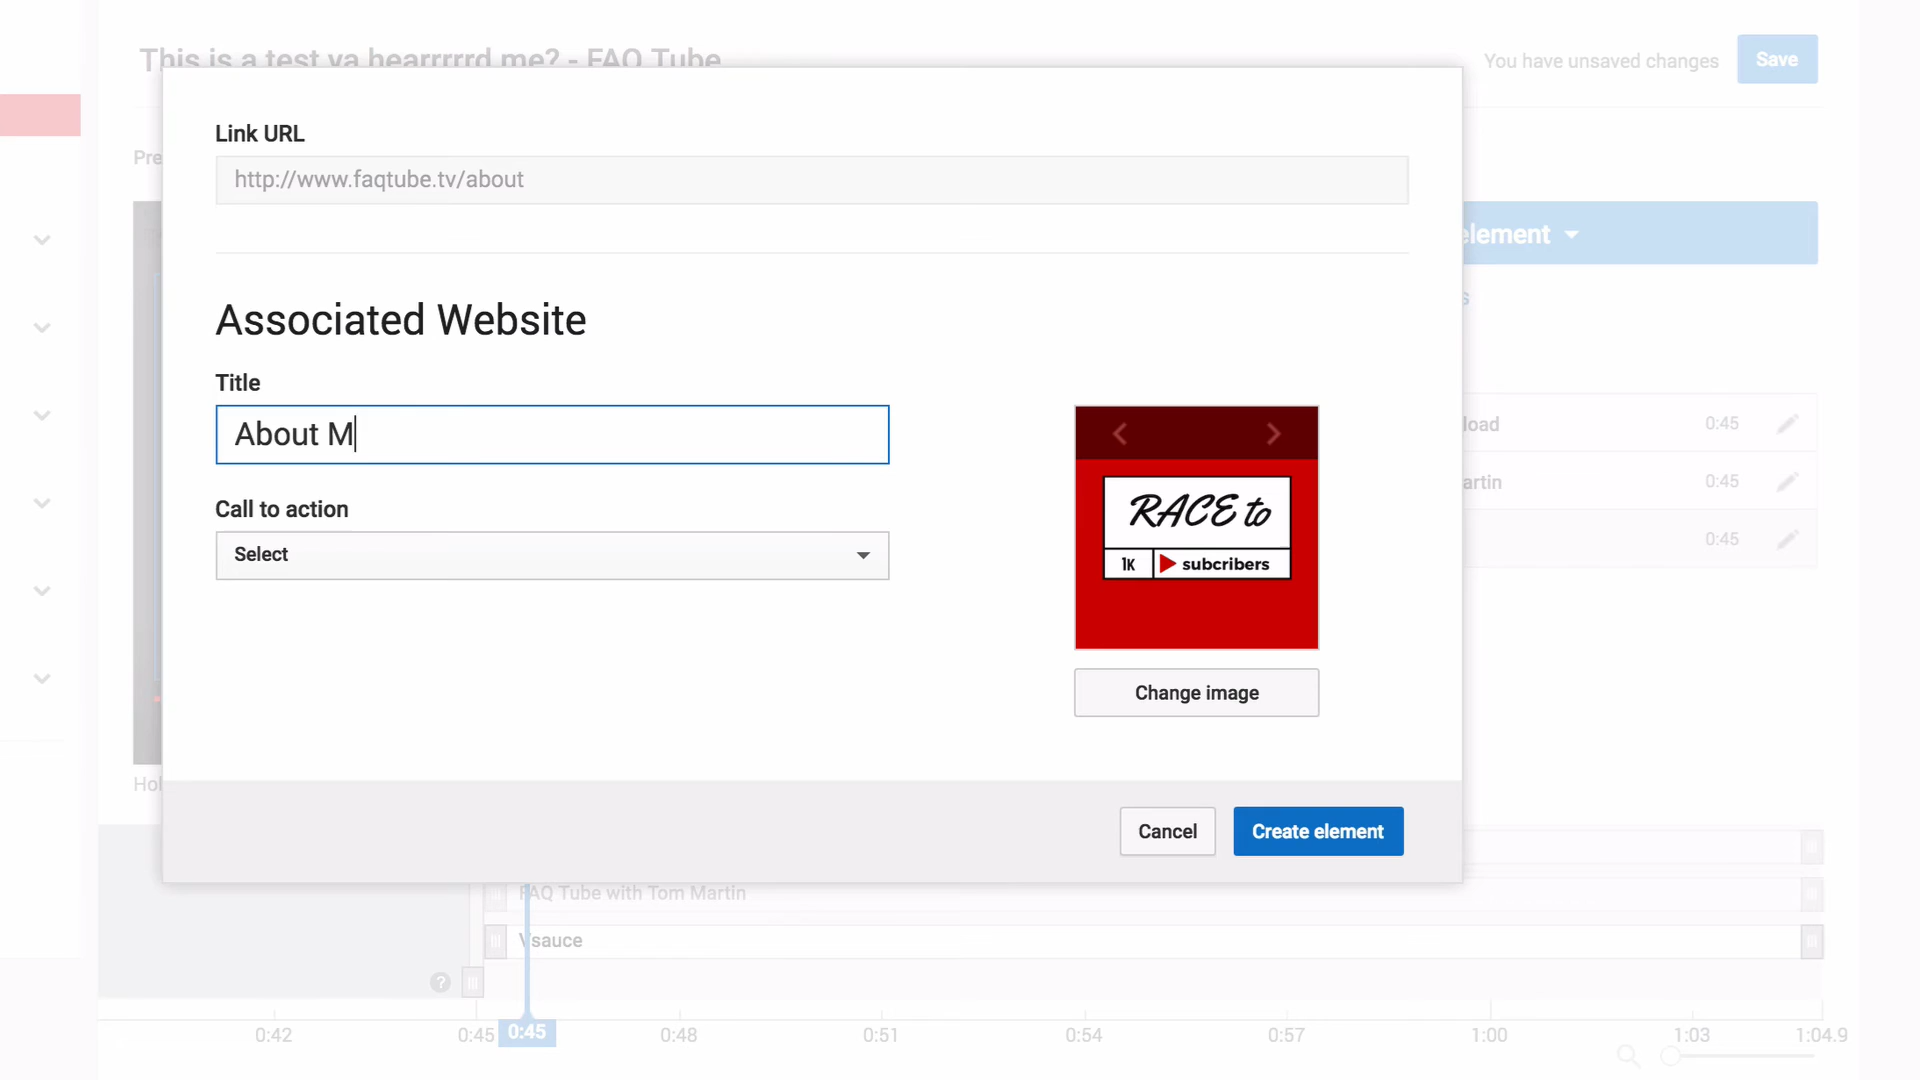 This is a test ya hearrrrrd me? - FAQ Tube
You have unsaved changes
Save
Link URL
http://www.faqtube.tv/about
Pre
element
s
Associated Website
Title
About M
Call to action
Select
RACE to
1K
subcribers
Change image
load
0:45
artin
0:45
0:45
Hol
Cancel
Create element
FAQ Tube with Tom Martin
Vsauce
?
0:42
0:45
0:45
0:48
0:51
0:54
0:57
1:00
1:03
1:04.9